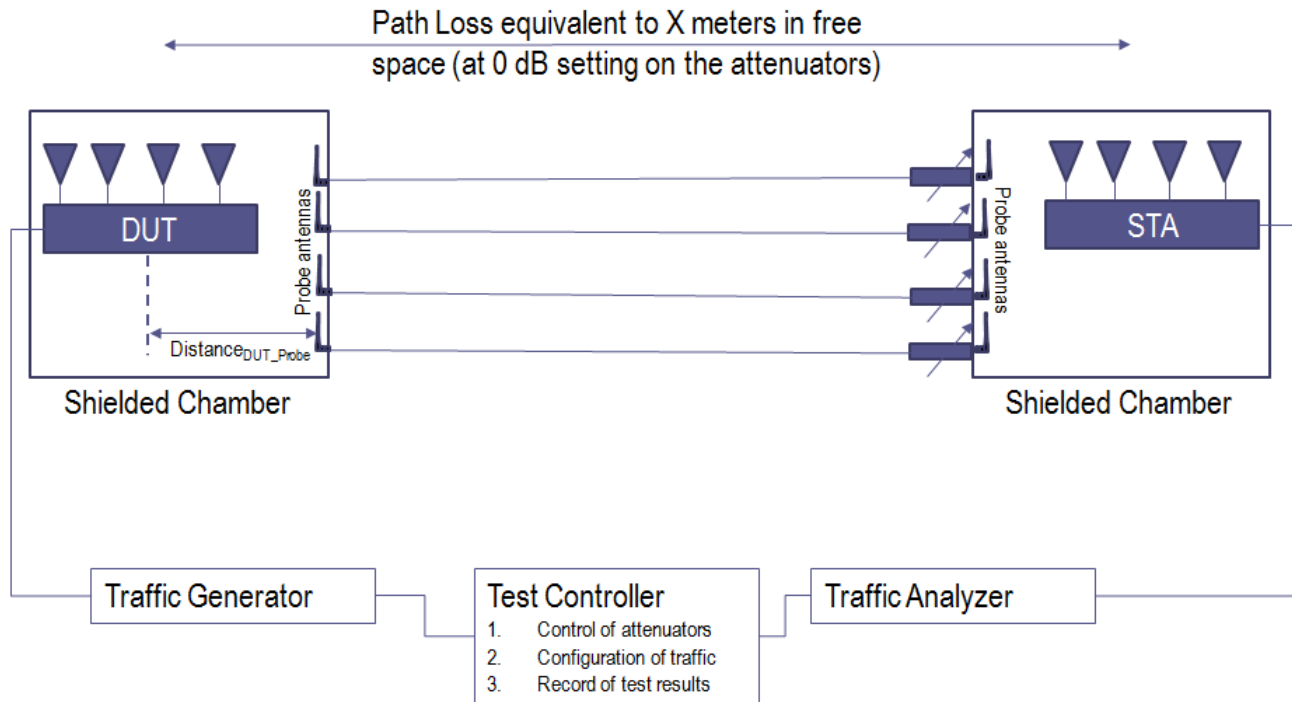 Path Loss equivalent to X meters in free
space (at 0 dB setting on the attenuators)
DUT
Probe antennas
Distance DUT_Probe
Shielded Chamber
Probe antennas
STA
Shielded Chamber
Traffic Generator
Test Controller
1. Control of attenuators
2. Configuration of traffic
3. Record of test results
Traffic Analyzer